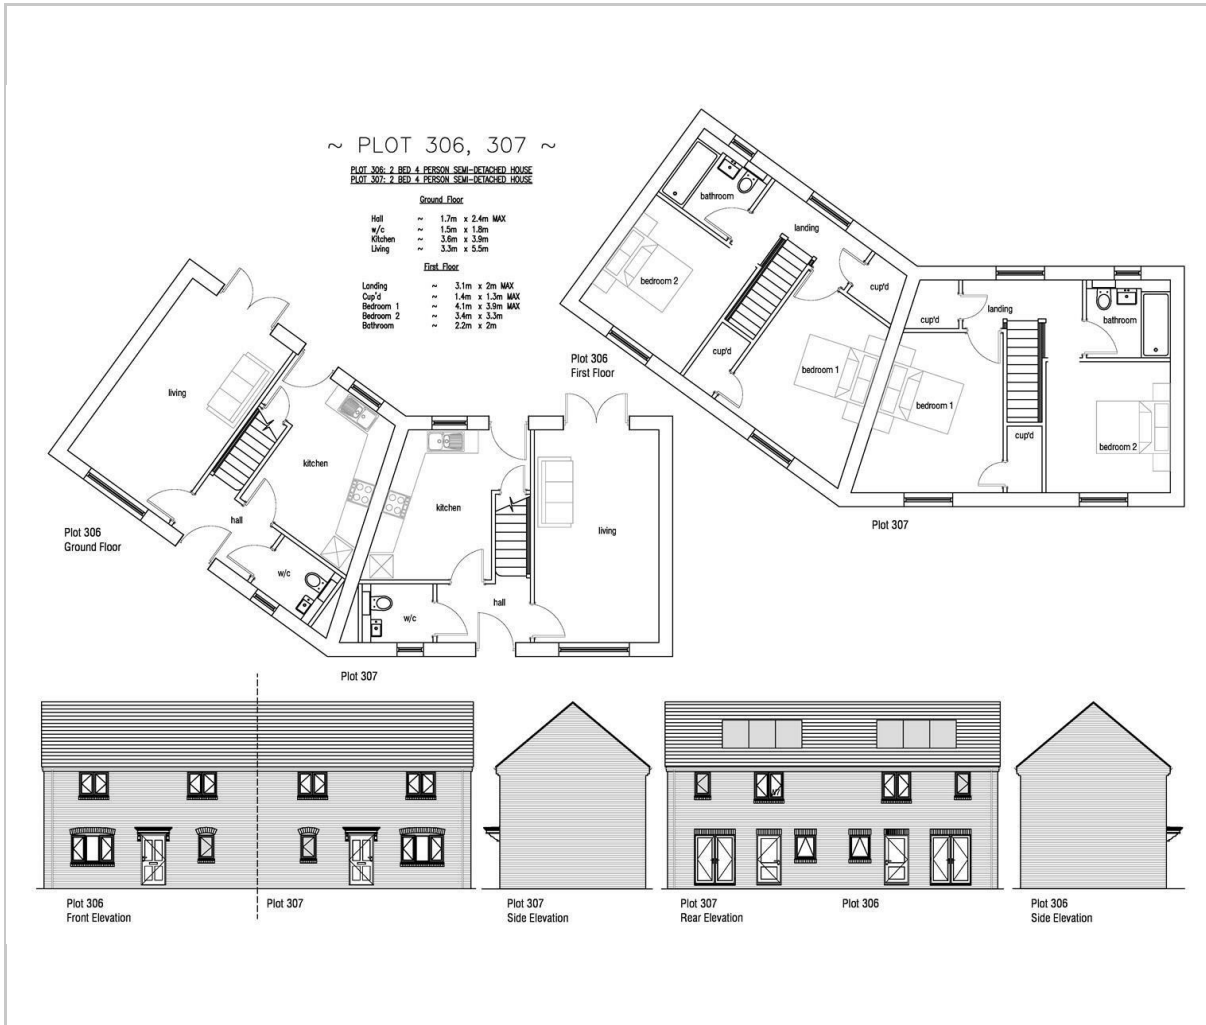 ~ PLOT 306, 307 ~
PLOT 306: 2 BED 4 PERSON SEMI-DETACHED HOUSE
PLOT 307: 2 BED 4 PERSON SEMI-DETACHED HOUSE
Ground Floor
Hall ~ 1.7m x 2.4m MAX
w/c ~ 1.5m x 1.8m
Kitchen ~ 3.6m x 3.9m
Living ~ 3.3m x 5.5m
First Floor
Landing ~ 3.1m x 2m MAX
Cup'd ~ 1.4m x 1.3m MAX
Bedroom 1 ~ 4.1m x 3.9m MAX
Bedroom 2 ~ 3.4m x 3.3m
Bathroom ~ 2.2m x 2m
bathroom
landing
bedroom 2
cup'd
cup'd
bedroom 1
Plot 306
First Floor
cup'd
landing
bathroom
bedroom 1
cup'd
bedroom 2
Plot 307
living
kitchen
hall
w/c
Plot 306
Ground Floor
kitchen
living
hall
w/c
Plot 307
Plot 306
Front Elevation
Plot 307
Plot 307
Side Elevation
Plot 307
Rear Elevation
Plot 306
Plot 306
Side Elevation